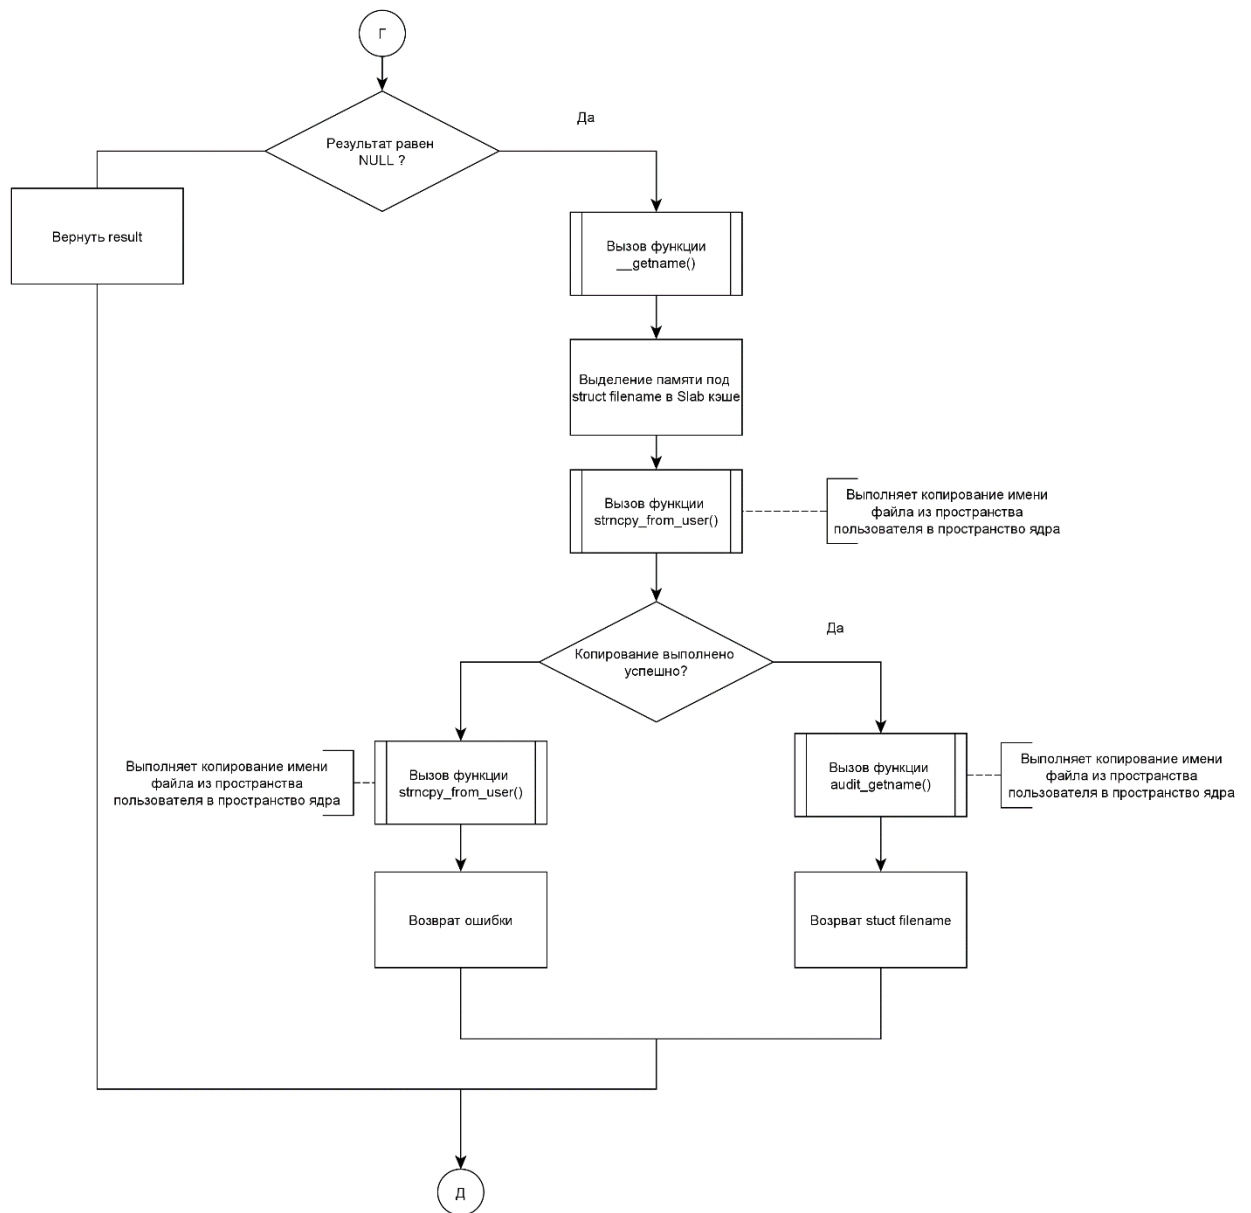 Г
Да
Результат равен
NULL ?
Вернуть result
Вызов функции
__getname()
Выделение памяти под
struct filename в Slab кэше
Вызов функции
strncpy_from_user()
Выполняет копирование имени
файла из пространства
пользователя в пространство ядра
Да
Копирование выполнено
успешно?
Выполняет копирование имени
файла из пространства
пользователя в пространство ядра
Вызов функции
strncpy_from_user()
Вызов функции
audit_getname()
Выполняет копирование имени
файла из пространства
пользователя в пространство ядра
Возврат ошибки
Возрват stuct filename
Д